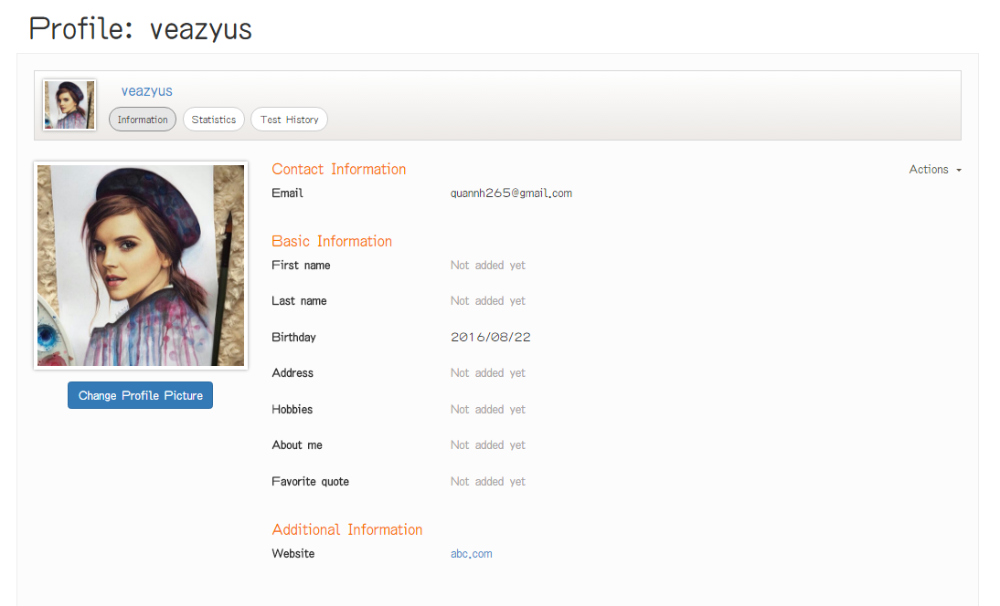 Profile: veazyus
veazyus
Information Statistics Test History
Contact Information Actions
Email quannh265@gmail.com
Basic Information
First name Not added yet
Last name Not added yet
Birthday 2016/08/22
Address Not added yet
Hobbies Not added yet
About me Not added yet
Favorite quote Not added yet
Change Profile Picture
Additional Information
Website abc.com